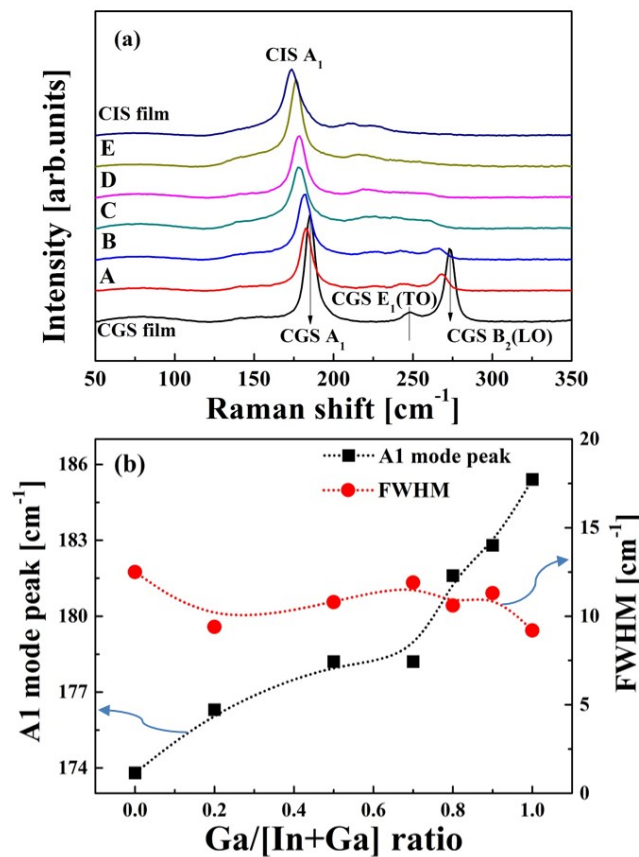 (a)
CIS A₁
CIS film
E
D
C
B
A
CGS film
CGS E₁(TO)
CGS A₁
CGS B₂(LO)
Intensity [arb.units]
50 100 150 200 250 300 350
Raman shift [cm⁻¹]
(b)
A1 mode peak
FWHM
186
183
180
177
174
A1 mode peak [cm⁻¹]
20
15
10
5
0
FWHM [cm⁻¹]
0.0 0.2 0.4 0.6 0.8 1.0
Ga/[In+Ga] ratio